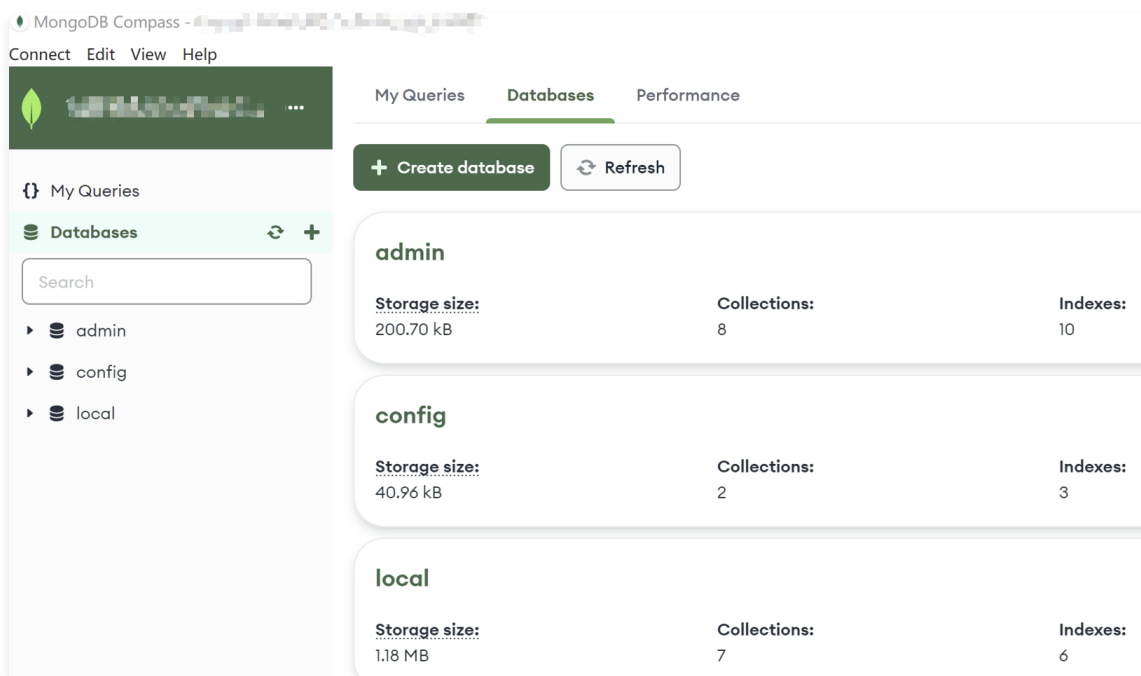 MongoDB Compass -
Connect Edit View Help
...
My Queries Databases Performance
Create database Refresh
{} My Queries
Databases
Search
admin
config
local
admin
Storage size: Collections: Indexes:
200.70 kB 8 10
config
Storage size: Collections: Indexes:
40.96 kB 2 3
local
Storage size: Collections: Indexes:
1.18 MB 7 6